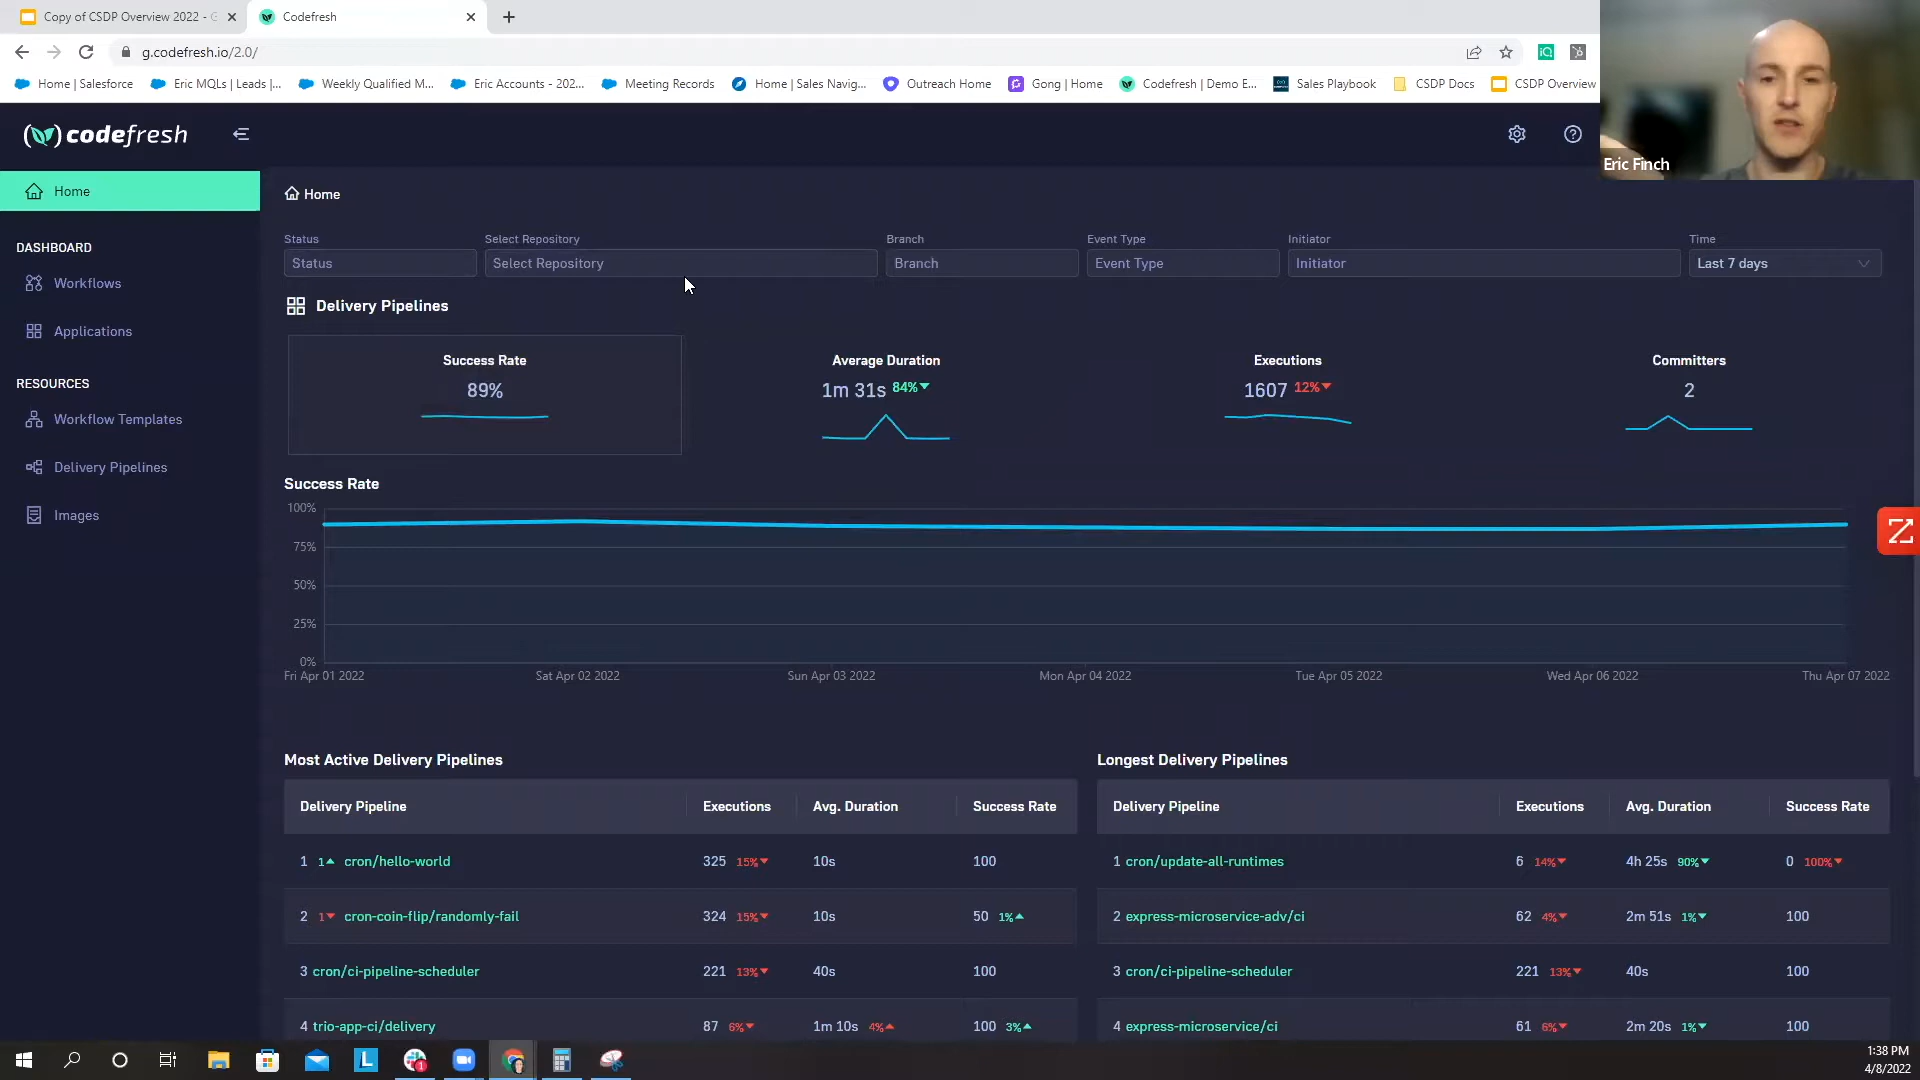 Copy of CSDP Overview 2022 - G
Codefresh
g.codefresh.io/2.0/
Home | Salesforce
Eric MQLs | Leads |...
Weekly Qualified M...
Eric Accounts - 202...
Meeting Records
Home | Sales Navig...
Outreach Home
Gong | Home
Codefresh | Demo E...
Sales Playbook
CSDP Docs
CSDP Overview
Eric Finch
codefresh
Home
DASHBOARD
Workflows
Applications
RESOURCES
Workflow Templates
Delivery Pipelines
Images
Home
Status Select Repository Branch Event Type Initiator Time
Status Select Repository Branch Event Type Initiator Last 7 days
Delivery Pipelines
Success Rate Average Duration Executions Committers
89% 1m 31s 84% 1607 12% 2
Success Rate
100%
75%
50%
25%
0%
Fri Apr 01 2022 Sat Apr 02 2022 Sun Apr 03 2022 Mon Apr 04 2022 Tue Apr 05 2022 Wed Apr 06 2022 Thu Apr 07 2022
Most Active Delivery Pipelines
Delivery Pipeline Executions Avg. Duration Success Rate
1 1 cron/hello-world 325 15% 10s 100
2 1 cron-coin-flip/randomly-fail 324 15% 10s 50 1%
3 cron/ci-pipeline-scheduler 221 13% 40s 100
4 trio-app-ci/delivery 87 6% 1m 10s 4% 100 3%
Longest Delivery Pipelines
Delivery Pipeline Executions Avg. Duration Success Rate
1 cron/update-all-runtimes 6 14% 4h 25s 90% 0 100%
2 express-microservice-adv/ci 62 4% 2m 51s 1% 100
3 cron/ci-pipeline-scheduler 221 13% 40s 100
4 express-microservice/ci 61 6% 2m 20s 1% 100
L
1
1:38 PM
4/8/2022